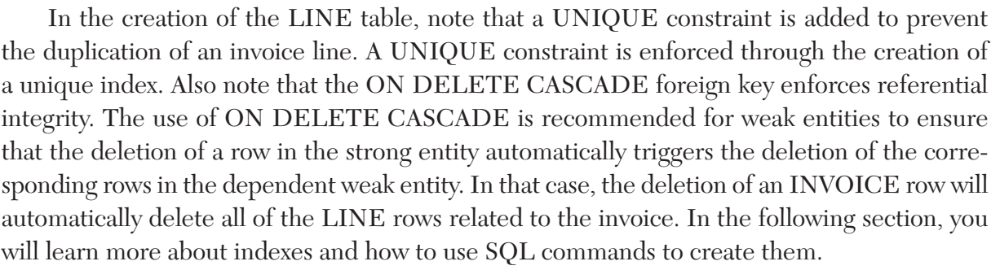 In the creation of the LINE table, note that a UNIQUE constraint is added to prevent
the duplication of an invoice line. A UNIQUE constraint is enforced through the creation of
a unique index. Also note that the ON DELETE CASCADE foreign key enforces referential
integrity. The use of ON DELETE CASCADE is recommended for weak entities to ensure
that the deletion of a row in the strong entity automatically triggers the deletion of the corre-
sponding rows in the dependent weak entity. In that case, the deletion of an INVOICE row will
automatically delete all of the LINE rows related to the invoice. In the following section, you
will learn more about indexes and how to use SQL commands to create them.